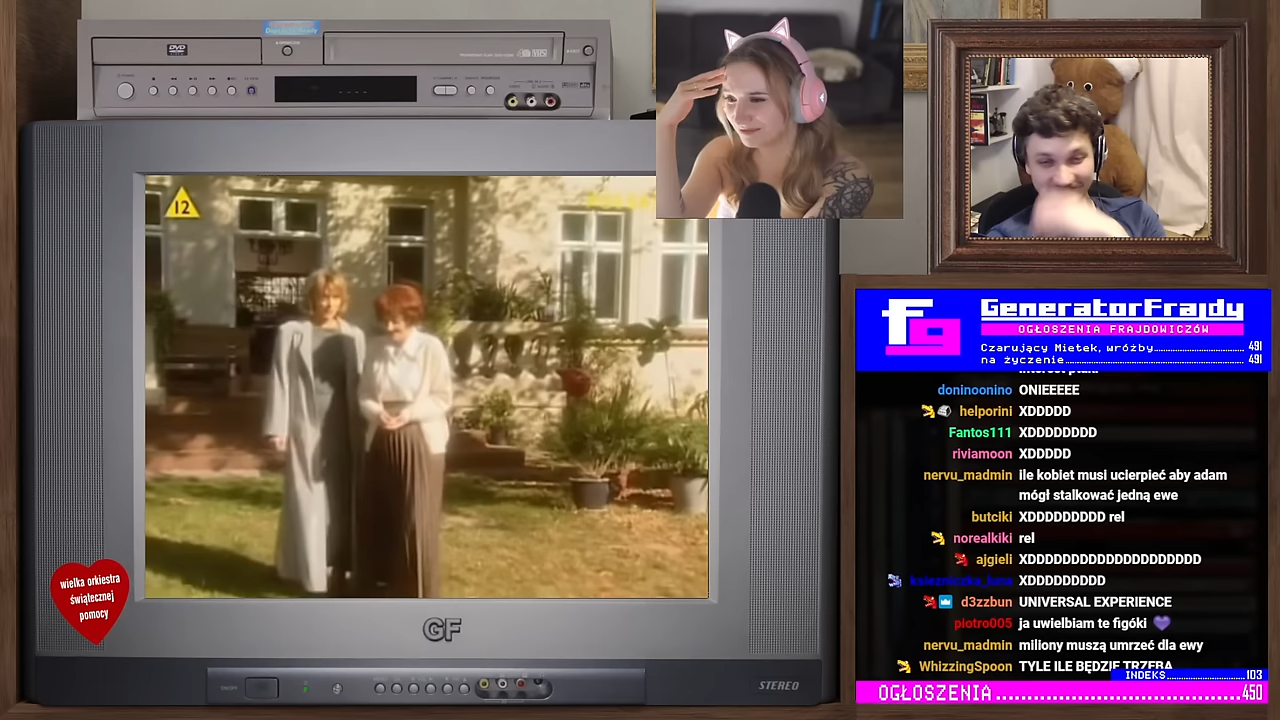 DVD
12
wielka orkiestra
świątecznej
pomocy
GF
STEREO
fg
GeneratorFrajdy
OGŁOSZENIA FRAJDOWICZÓW
Czarujący Mietek, wróżby 491
na życzenie 491
doninoonino ONIEEEEE
helporini XDDDDD
Fantos111 XDDDDDDDD
riviamoon XDDDDD
nervu_madmin ile kobiet musi ucierpieć aby adam
mógł stalkować jedną ewe
butciki XDDDDDDDDD rel
norealkiki rel
ajgieli XDDDDDDDDDDDDDDDDDDDD
XDDDDDDDDD
d3zzbun UNIVERSAL EXPERIENCE
piotro005 ja uwielbiam te figóki 💜
nervu_madmin miliony muszą umrzeć dla ewy
WhizzingSpoon TYLE ILE BĘDZIE TRZEBA
INDEKS 103
OGŁOSZENIA 450